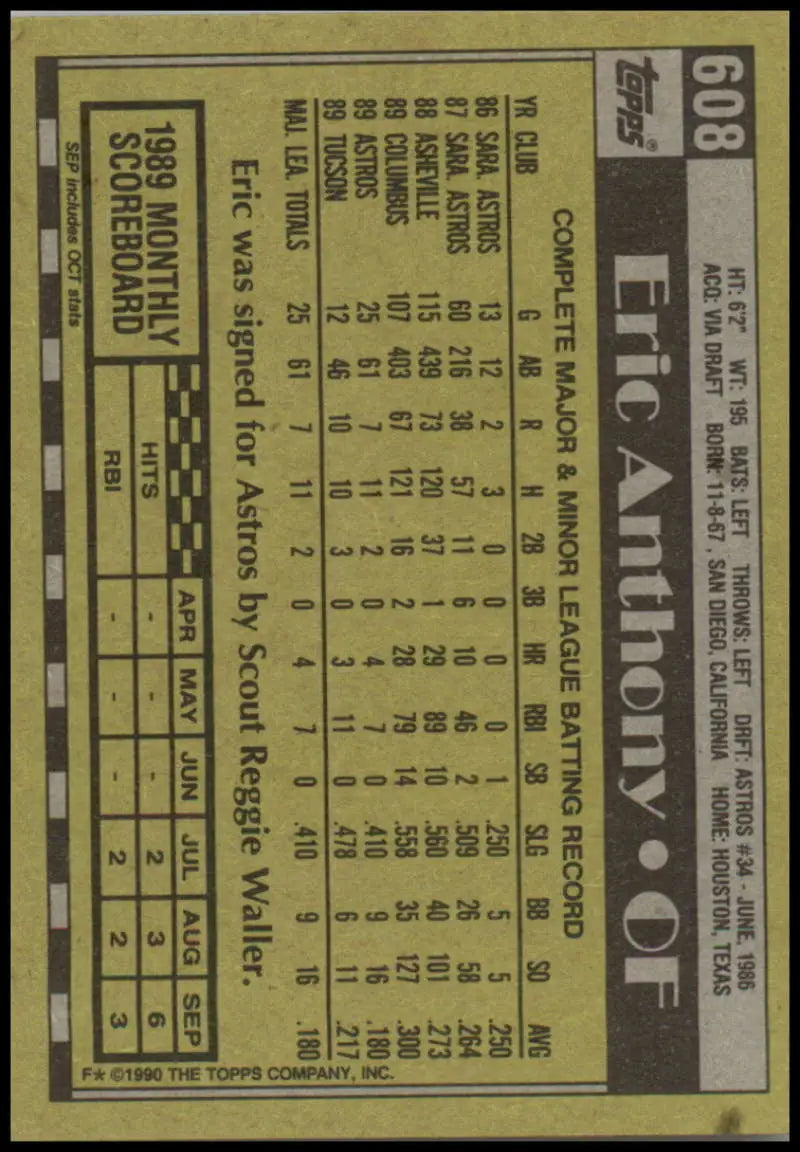 608
HT: 6'2" WT: 195 BATS: LEFT THROWS: LEFT DRFT: ASTROS #34 - JUNE, 1986
ACQ: VIA DRAFT BORN: 11-8-67 , SAN DIEGO, CALIFORNIA HOME: HOUSTON, TEXAS
TOPPS®
Eric Anthony • OF
COMPLETE MAJOR & MINOR LEAGUE BATTING RECORD
YR CLUB G AB R H 2B 3B HR RBI SB SLG BB SO AVG
86 SARA. ASTROS 13 12 2 3 0 0 0 0 1 .250 5 5 .250
87 SARA. ASTROS 60 216 38 57 11 6 10 46 2 .509 26 58 .264
88 ASHEVILLE 115 439 73 120 37 1 29 89 10 .560 40 101 .273
89 COLUMBUS 107 403 67 121 16 2 28 79 14 .558 35 127 .300
89 ASTROS 25 61 7 11 2 0 4 7 0 .410 9 16 .180
89 TUCSON 12 46 10 10 3 0 3 11 0 .478 6 11 .217
MAJ. LEA. TOTALS 25 61 7 11 2 0 4 7 0 .410 9 16 .180
Eric was signed for Astros by Scout Reggie Waller.
1989 MONTHLY
SCOREBOARD
APR MAY JUN JUL AUG SEP
HITS - - - 2 3 6
RBI - - - 2 2 3
SEP includes OCT stats
F* ©1990 THE TOPPS COMPANY, INC.